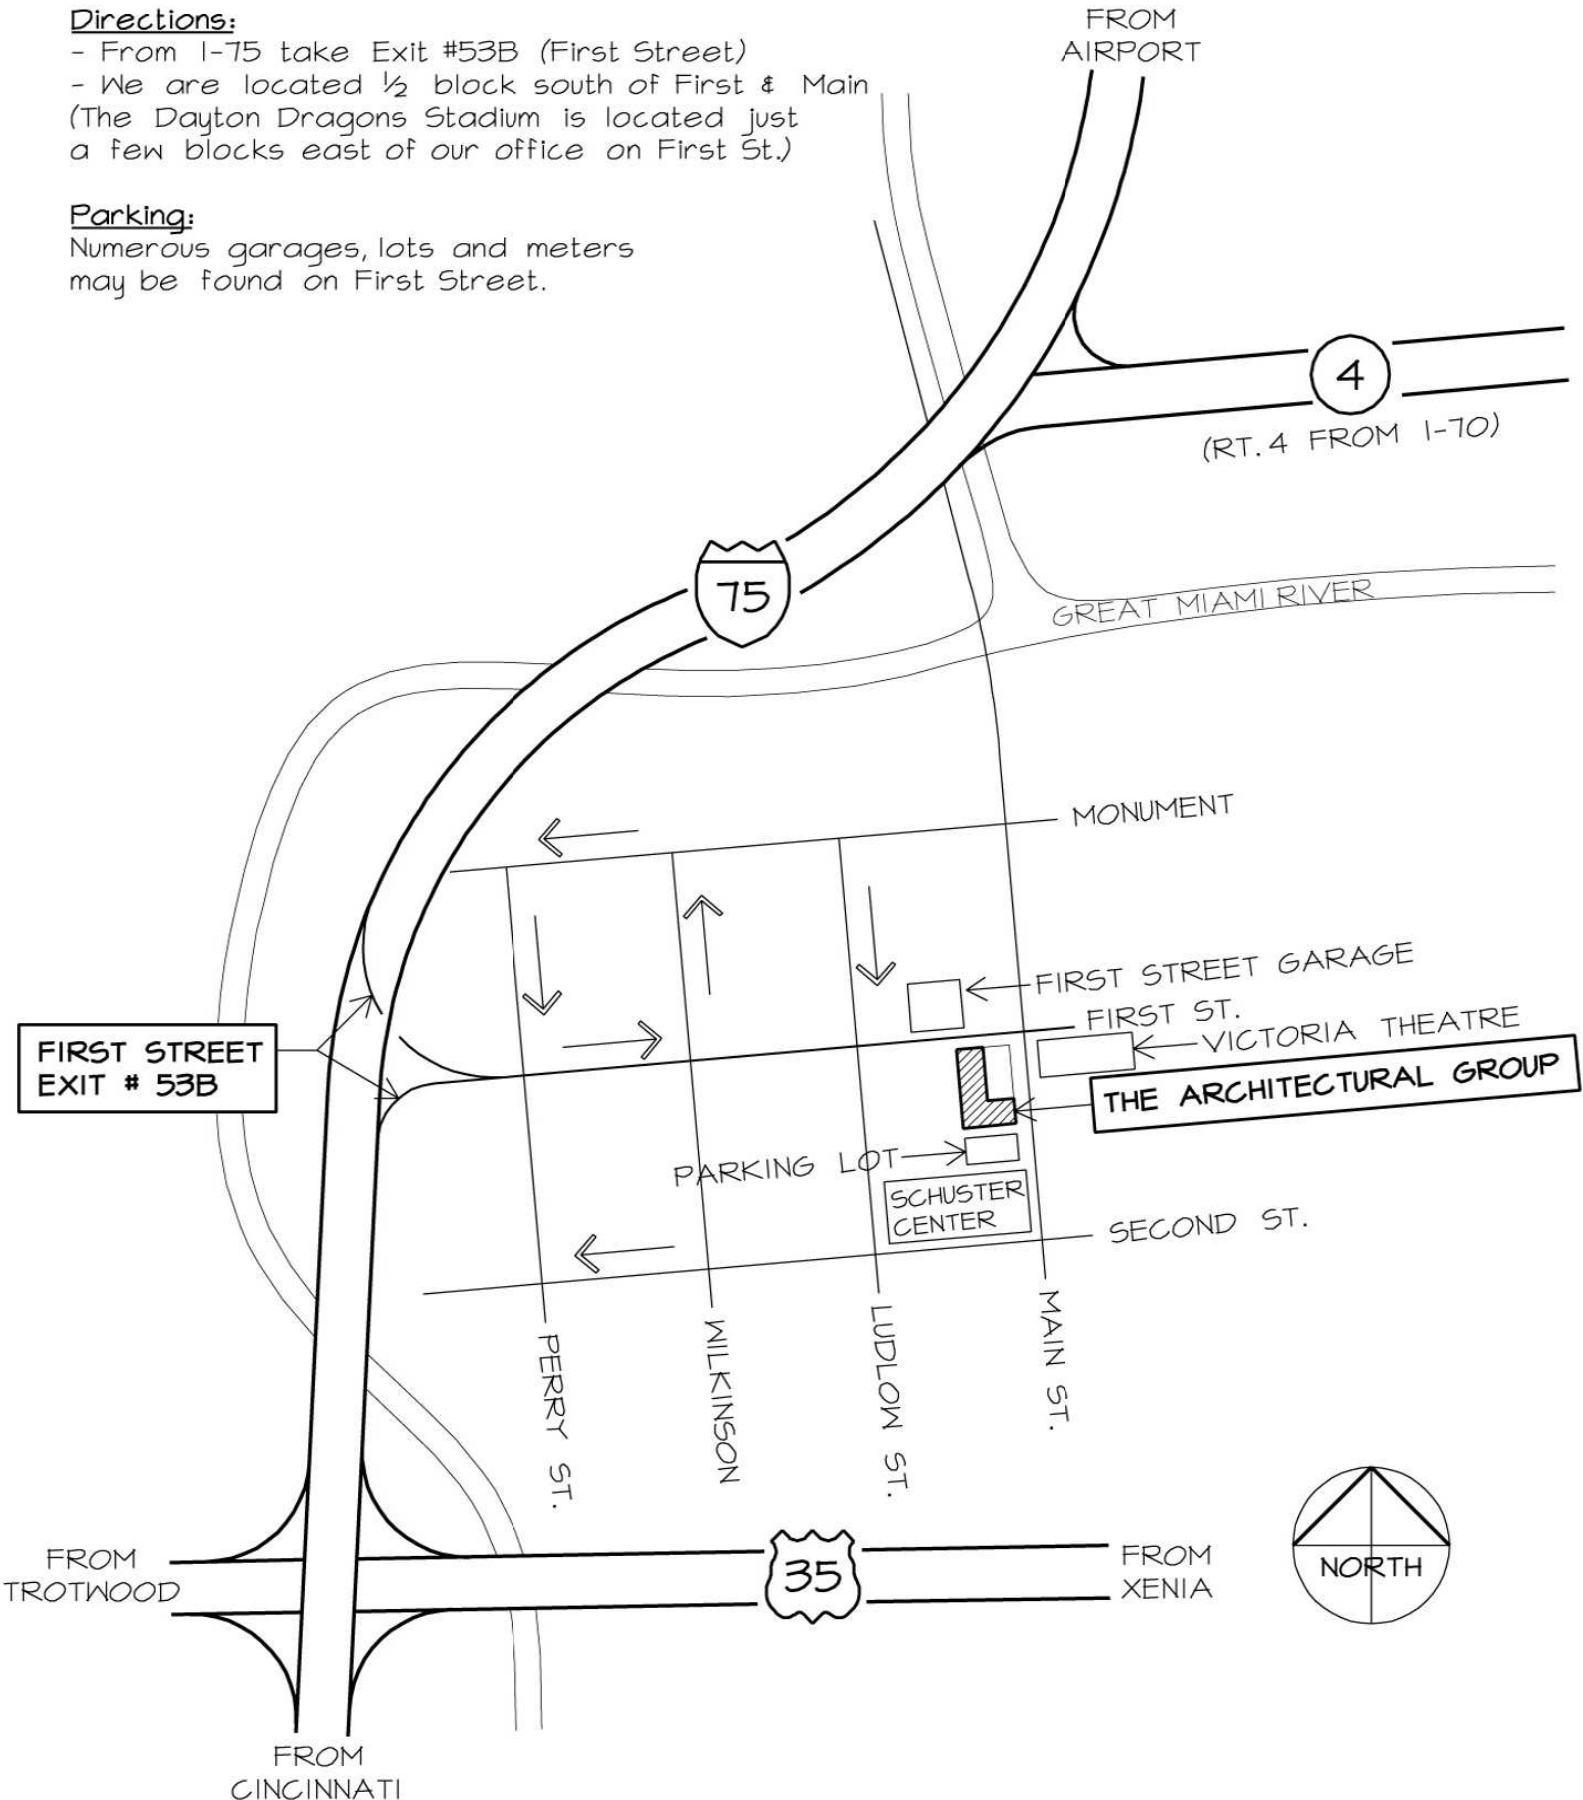 Directions:
- From I-75 take Exit #53B (First Street)
- We are located ½ block south of First & Main
(The Dayton Dragons Stadium is located just
a few blocks east of our office on First St.)
Parking:
Numerous garages, lots and meters
may be found on First Street.
FROM
AIRPORT
4
(RT. 4 FROM I-70)
75
GREAT MIAMI RIVER
MONUMENT
FIRST STREET GARAGE
FIRST ST.
VICTORIA THEATRE
FIRST STREET
EXIT # 53B
THE ARCHITECTURAL GROUP
PARKING LOT
SCHUSTER
CENTER
SECOND ST.
PERRY ST.
WILKINSON
LUDLOW ST.
MAIN ST.
FROM
TROTWOOD
35
FROM
XENIA
NORTH
FROM
CINCINNATI